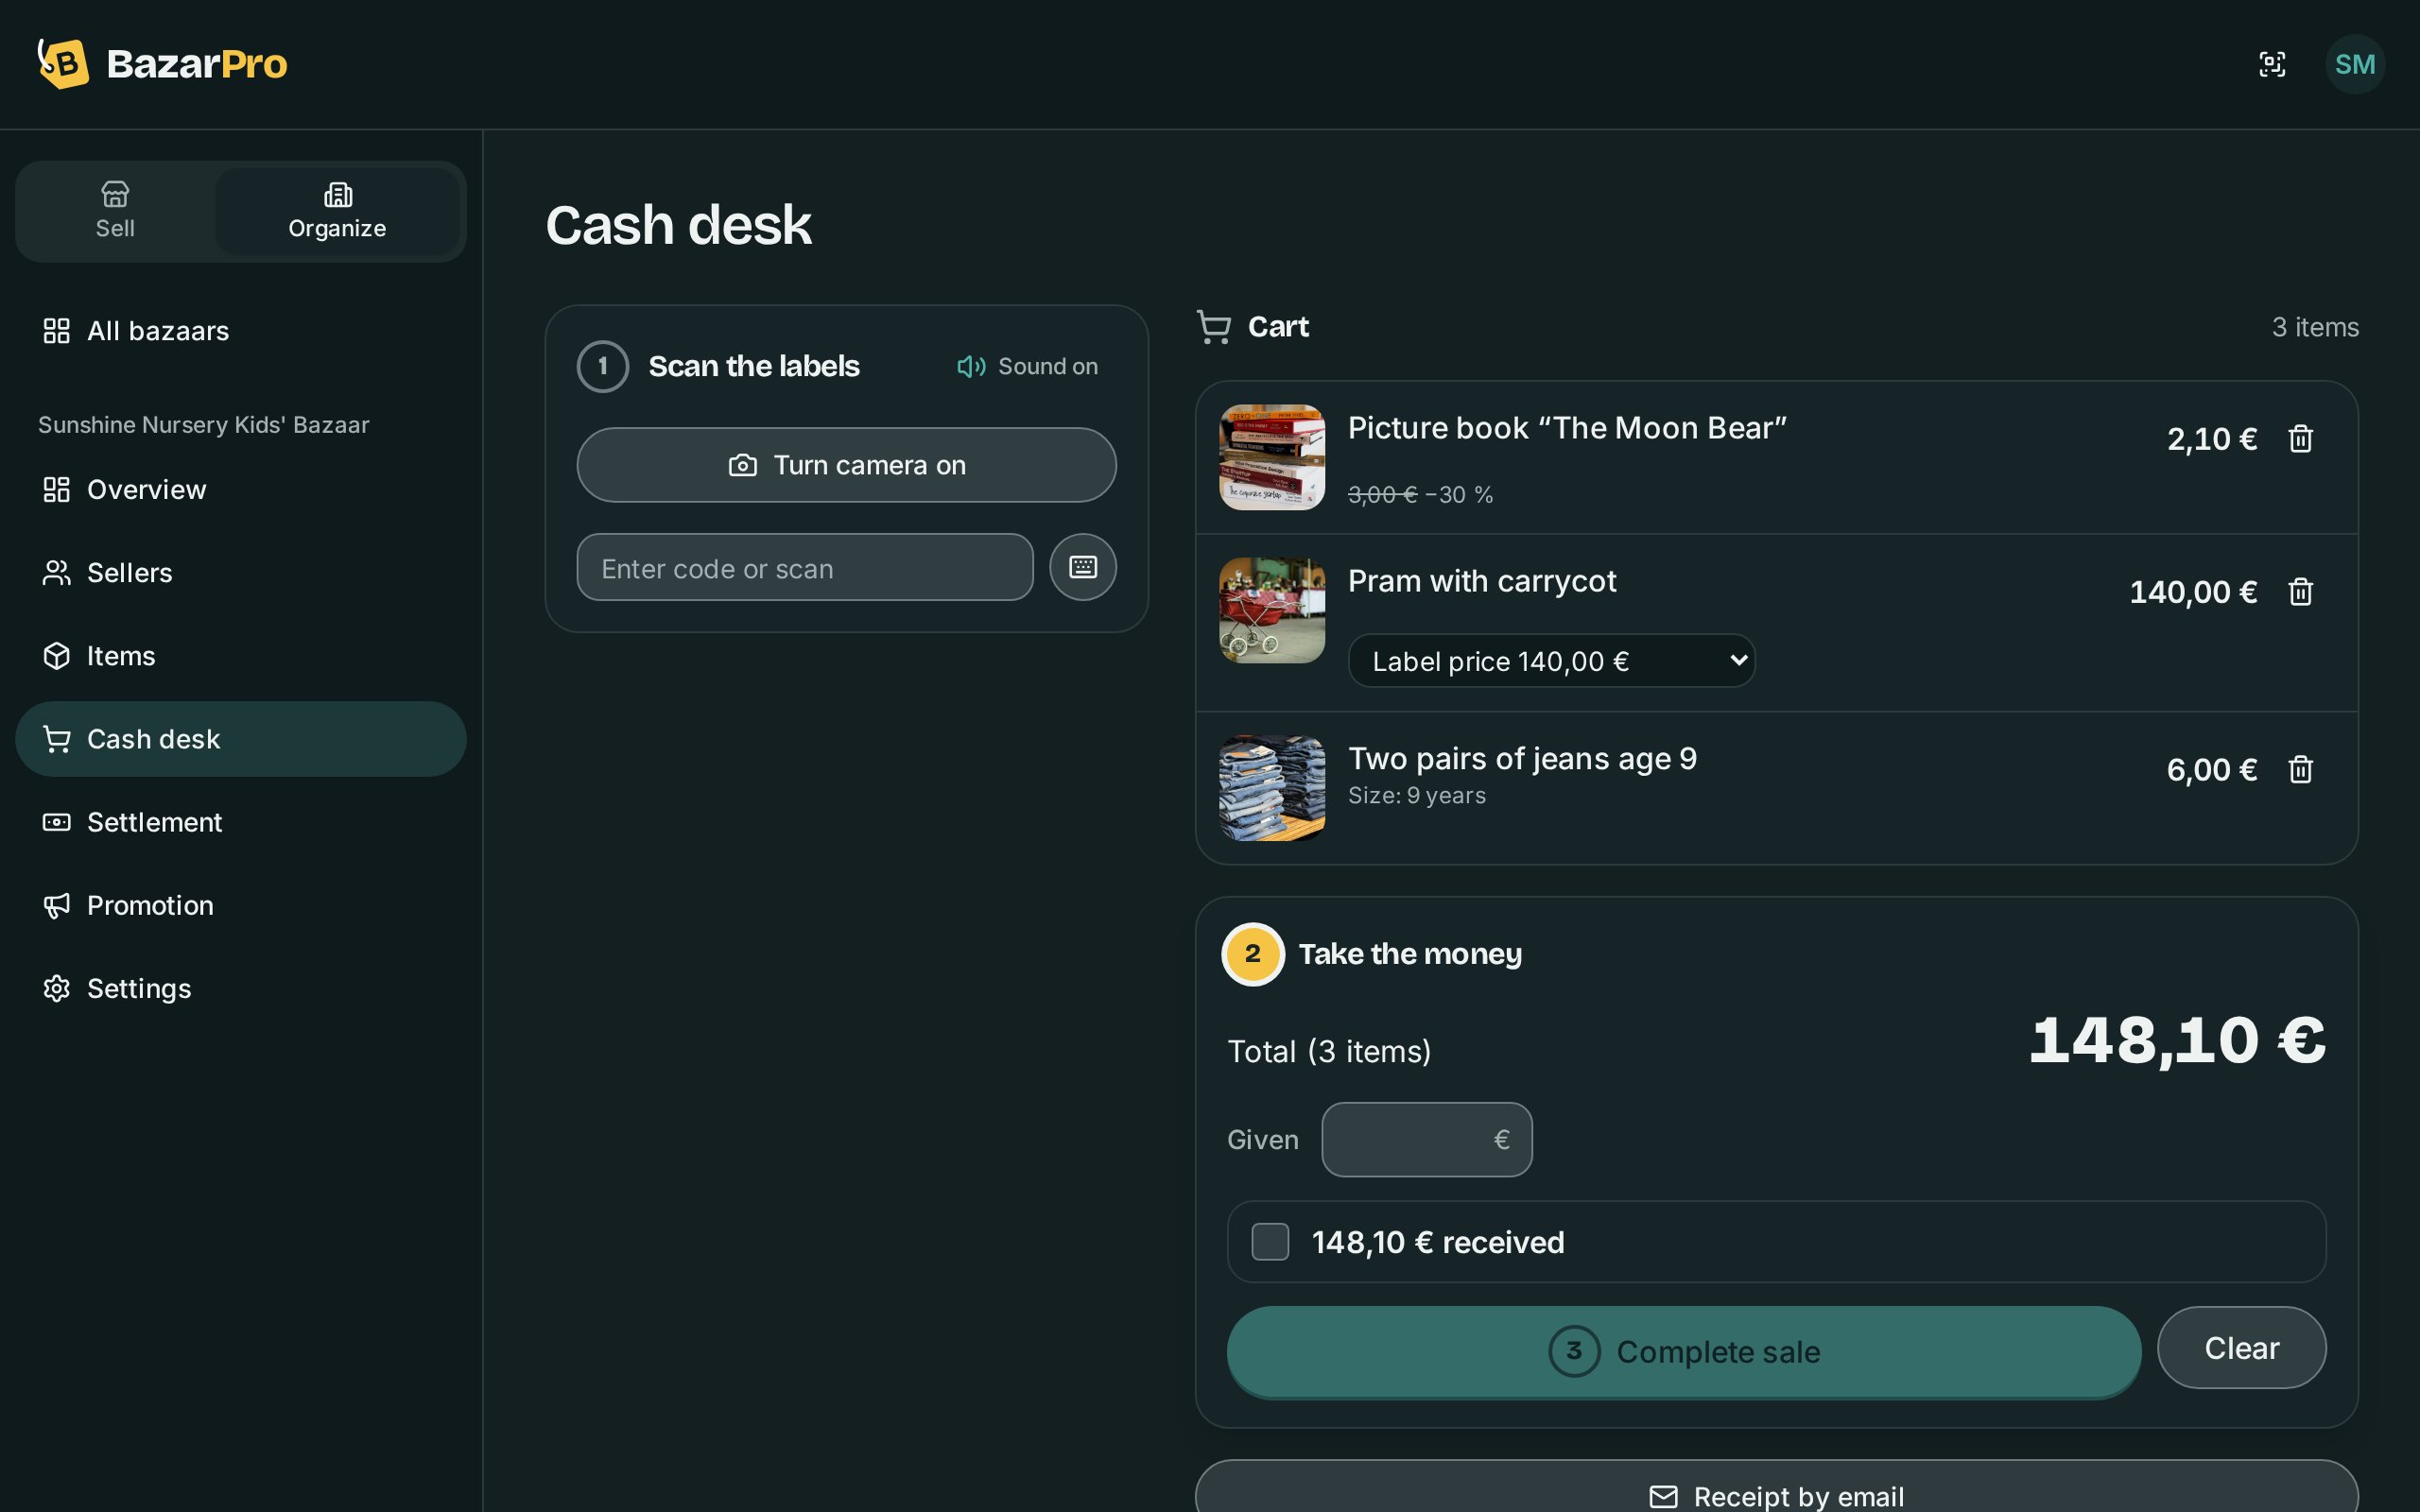 BazarPro
SM
Sell
Organize
All bazaars
Sunshine Nursery Kids' Bazaar
Overview
Sellers
Items
Cash desk
Settlement
Promotion
Settings
Cash desk
1 Scan the labels
Sound on
Turn camera on
Enter code or scan
Cart
3 items
Picture book “The Moon Bear”
2,10 €
3,00 € −30 %
Pram with carrycot
140,00 €
Label price 140,00 €
Two pairs of jeans age 9
6,00 €
Size: 9 years
2 Take the money
Total (3 items)
148,10 €
Given
€
148,10 € received
3 Complete sale
Clear
Receipt by email